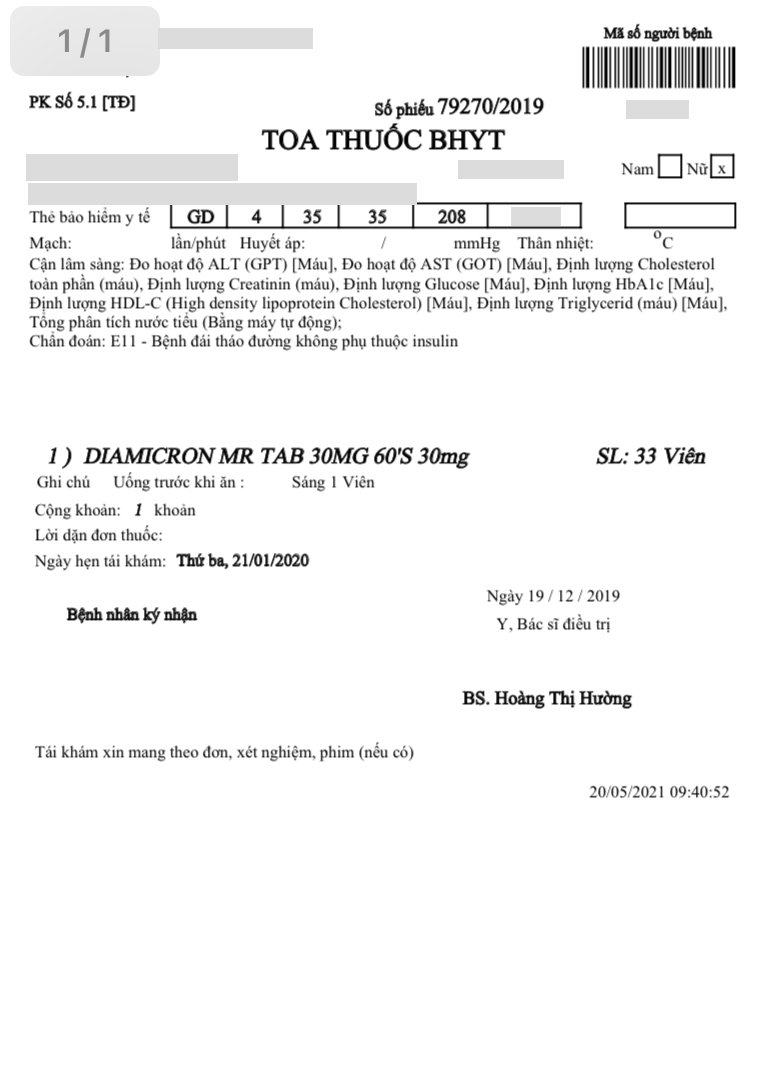 1/1
Mã số người bệnh
PK Số 5.1 [TĐ]
Số phiếu 79270/2019
TOA THUỐC BHYT
Nam Nữ x
Thẻ bảo hiểm y tế GD 4 35 35 208
Mạch: lần/phút Huyết áp: / mmHg Thân nhiệt: °C
Cận lâm sàng: Đo hoạt độ ALT (GPT) [Máu], Đo hoạt độ AST (GOT) [Máu], Định lượng Cholesterol
toàn phần (máu), Định lượng Creatinin (máu), Định lượng Glucose [Máu], Định lượng HbA1c [Máu],
Định lượng HDL-C (High density lipoprotein Cholesterol) [Máu], Định lượng Triglycerid (máu) [Máu],
Tổng phân tích nước tiểu (Bằng máy tự động);
Chẩn đoán: E11 - Bệnh đái tháo đường không phụ thuộc insulin
1 ) DIAMICRON MR TAB 30MG 60'S 30mg SL: 33 Viên
Ghi chú Uống trước khi ăn : Sáng 1 Viên
Cộng khoản: 1 khoản
Lời dặn đơn thuốc:
Ngày hẹn tái khám: Thứ ba, 21/01/2020
Ngày 19 / 12 / 2019
Bệnh nhân ký nhận
Y, Bác sĩ điều trị
BS. Hoàng Thị Hường
Tái khám xin mang theo đơn, xét nghiệm, phim (nếu có)
20/05/2021 09:40:52